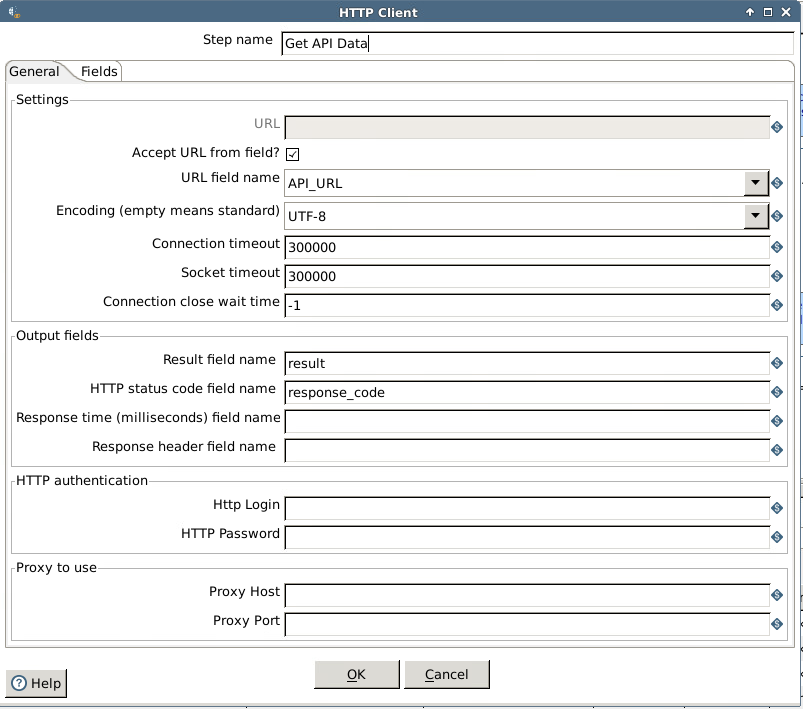 HTTP Client
Step name Get API Data
General Fields
Settings
URL
Accept URL from field?
URL field name API_URL
Encoding (empty means standard) UTF-8
Connection timeout 300000
Socket timeout 300000
Connection close wait time -1
Output fields
Result field name result
HTTP status code field name response_code
Response time (milliseconds) field name
Response header field name
HTTP authentication
Http Login
HTTP Password
Proxy to use
Proxy Host
Proxy Port
OK Cancel
Help